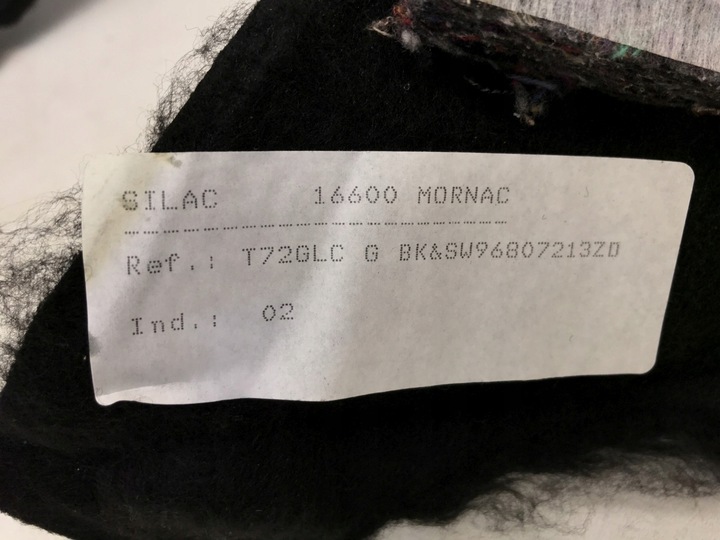 SILAC 16600 MORNAC
Ref.: T72GLC G BK&SW96807213ZD
Ind.: 02